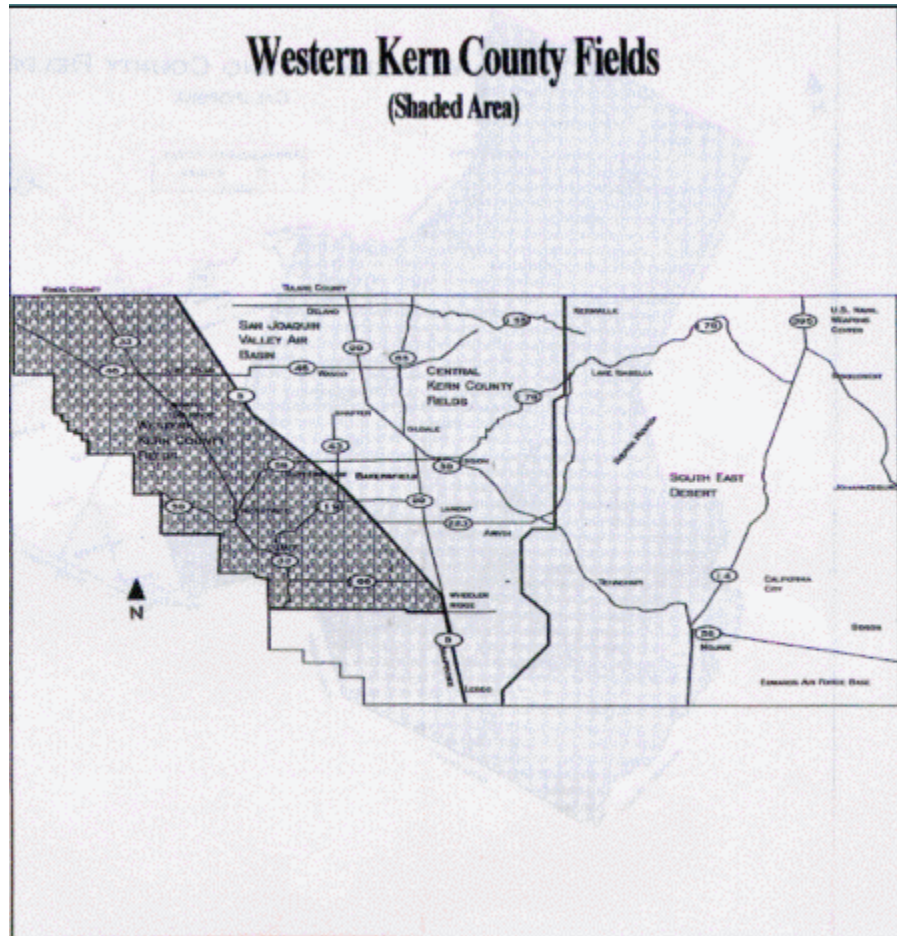 Western Kern County Fields
(Shaded Area)
KINGS COUNTY
TULARE COUNTY
DELANO
SAN JOAQUIN
VALLEY AIR
BASIN
33
99
65
155
178
395
U.S. NAVAL
WEAPONS
CENTER
46
46
WASCO
LAKE ISABELLA
RIDGECREST
5
CENTRAL
KERN COUNTY
FIELDS
178
SHAFTER
WESTERN
KERN COUNTY
FIELDS
OILDALE
43
58
58
BAKERSFIELD
SOUTH EAST
DESERT
JOHANNESBURG
58
119
99
LAMONT
223
ARVIN
TAFT
33
166
TEHACHAPI
14
CALIFORNIA
CITY
N
WHEELER
RIDGE
5
58
MOJAVE
BORON
LEBEC
EDWARDS AIR FORCE BASE